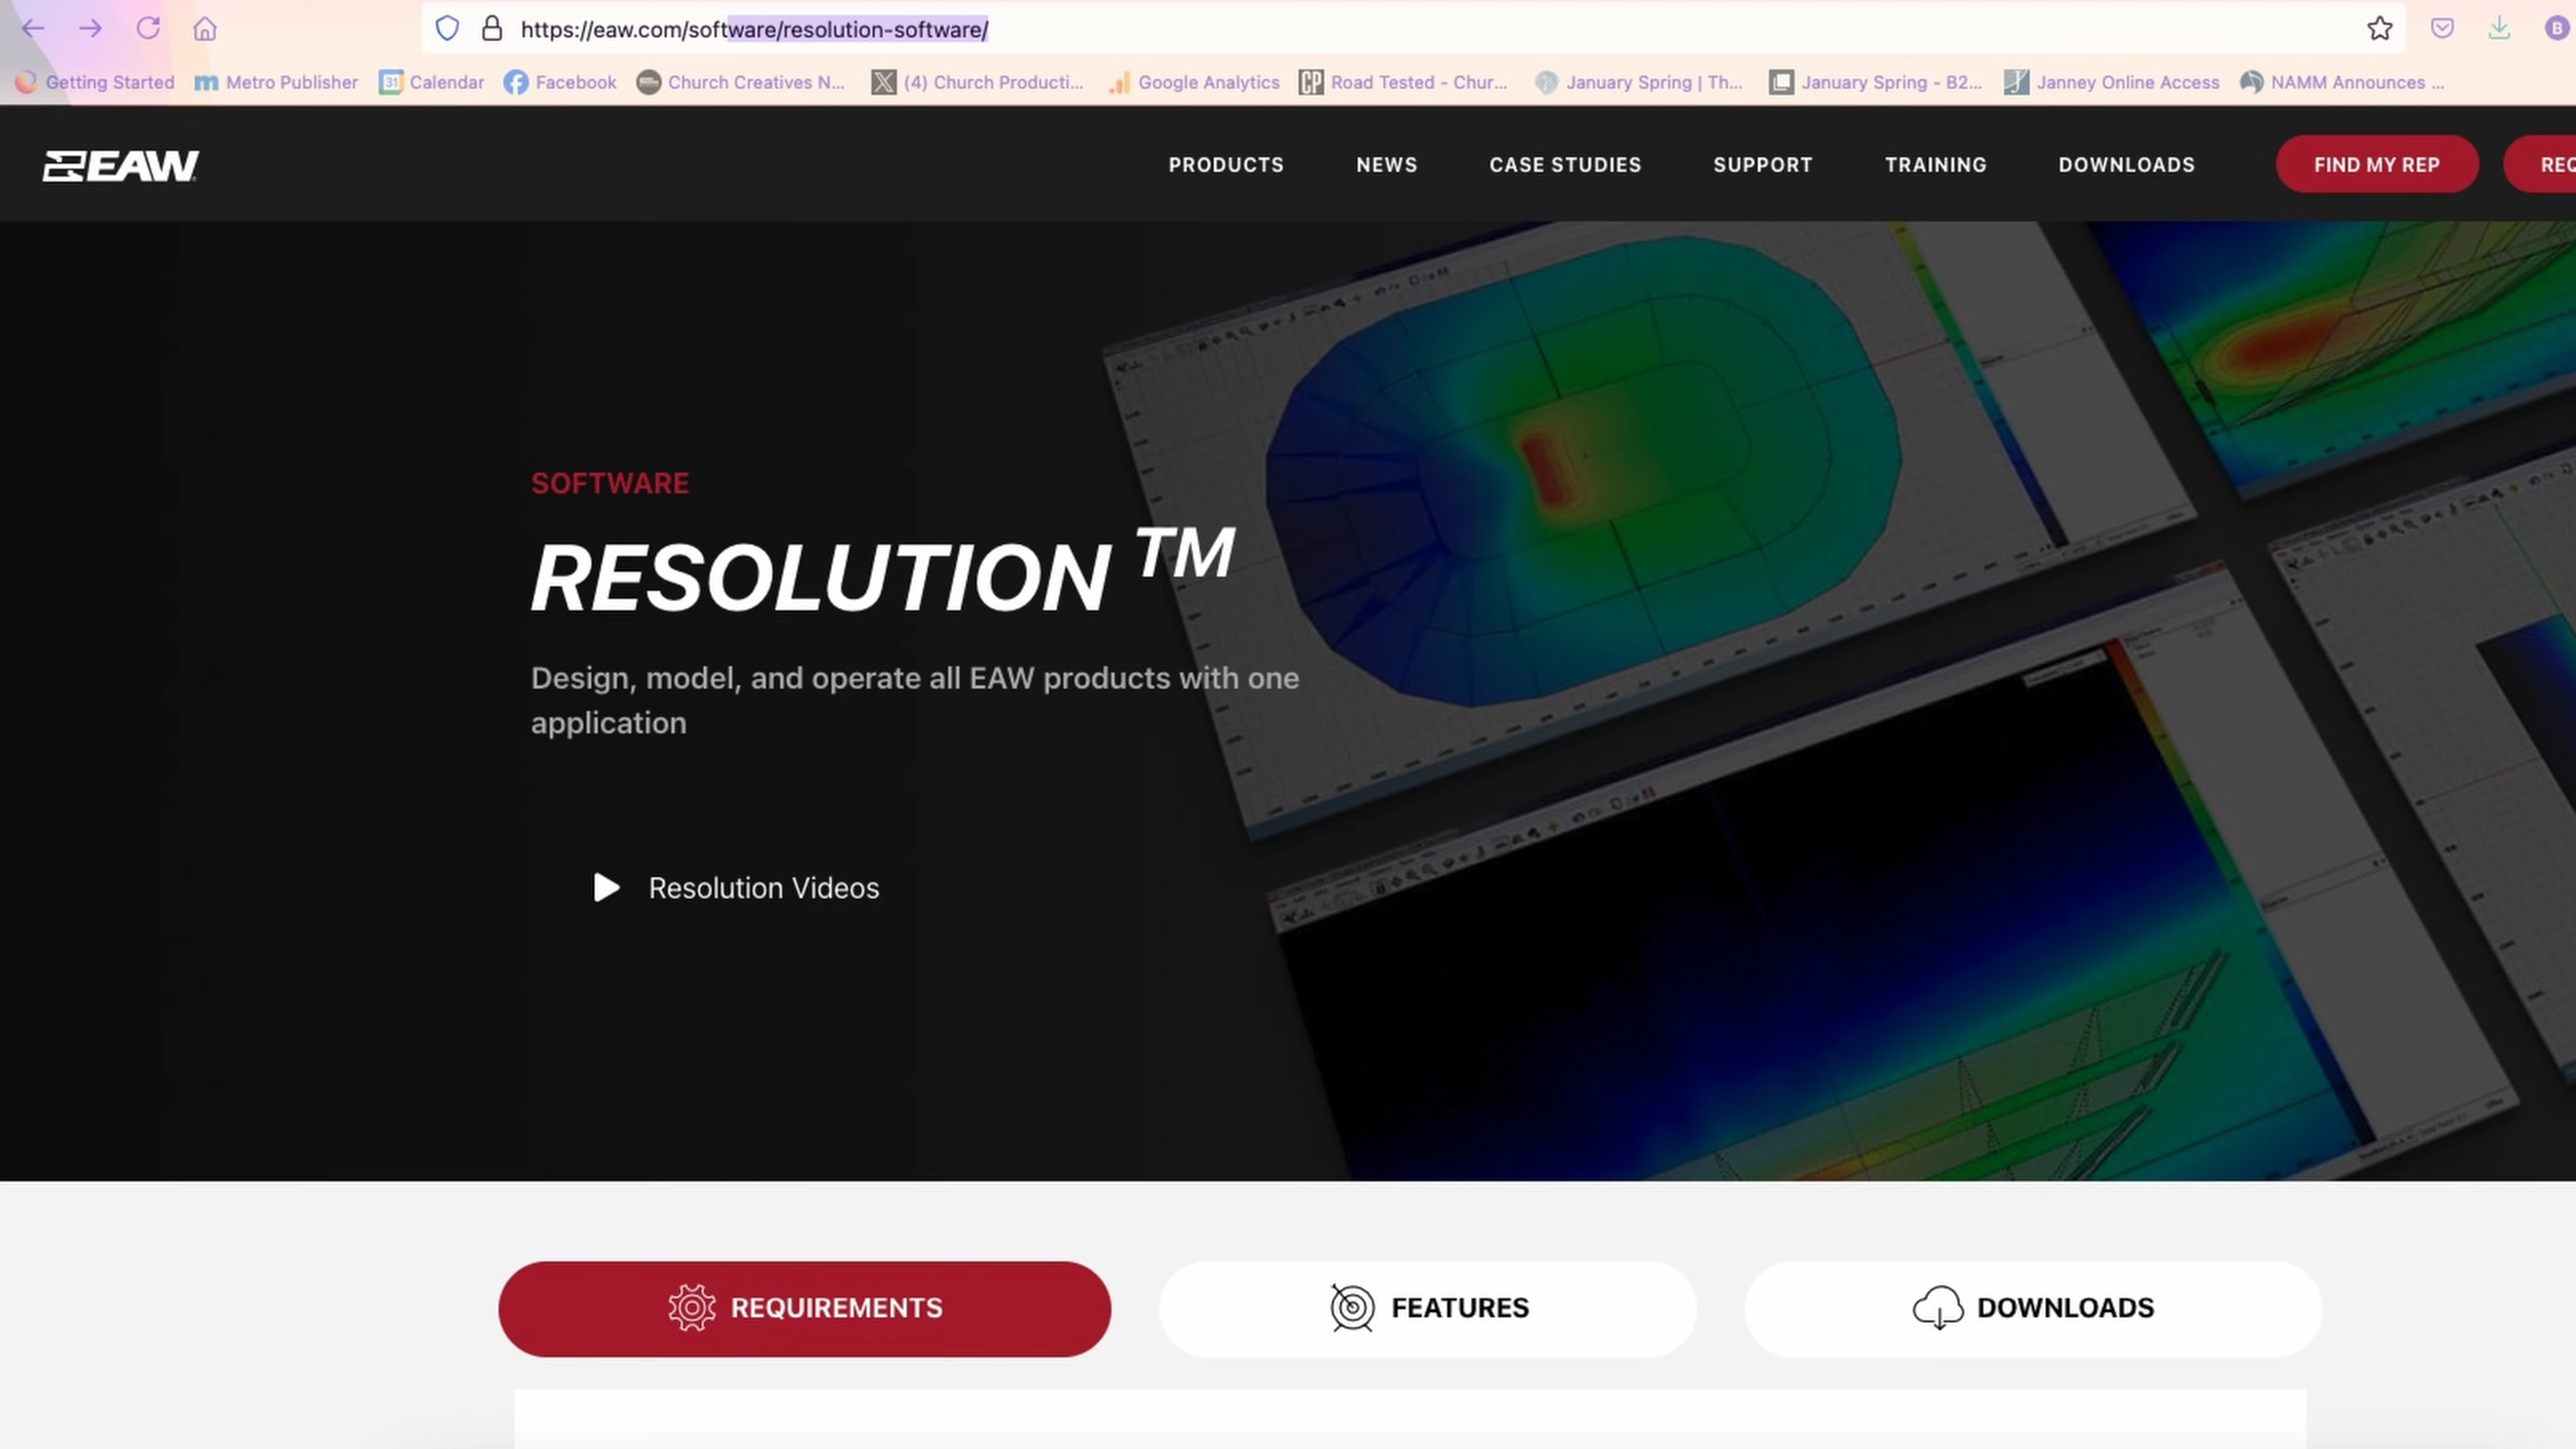 https://eaw.com/software/resolution-software/
Getting Started
Metro Publisher
31
Calendar
Facebook
Church Creatives N...
(4) Church Producti...
Google Analytics
CP
Road Tested - Chur...
January Spring | Th...
January Spring - B2...
Janney Online Access
NAMM Announces ...
B
EAW
PRODUCTS
NEWS
CASE STUDIES
SUPPORT
TRAINING
DOWNLOADS
FIND MY REP
REQ
SOFTWARE
RESOLUTION TM
Design, model, and operate all EAW products with one
application
Resolution Videos
REQUIREMENTS
FEATURES
DOWNLOADS